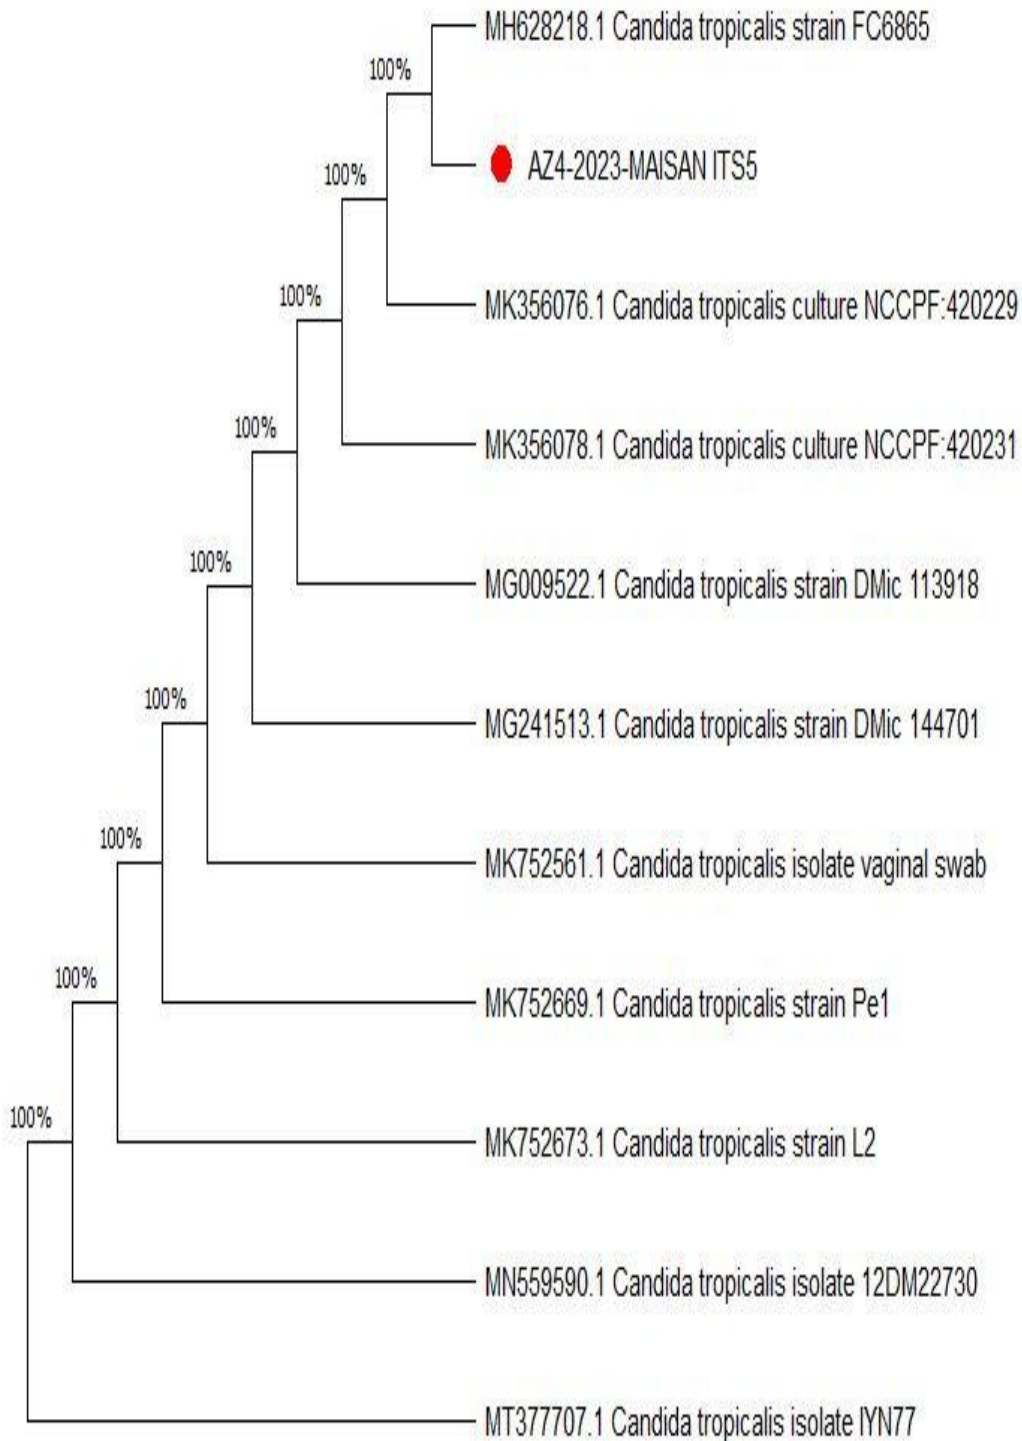 MH628218.1 Candida tropicalis strain FC6865
100%
AZ4-2023-MAISAN ITS5
100%
MK356076.1 Candida tropicalis culture NCCPF:420229
100%
MK356078.1 Candida tropicalis culture NCCPF:420231
100%
MG009522.1 Candida tropicalis strain DMic 113918
100%
MG241513.1 Candida tropicalis strain DMic 144701
100%
MK752561.1 Candida tropicalis isolate vaginal swab
100%
MK752669.1 Candida tropicalis strain Pe1
100%
MK752673.1 Candida tropicalis strain L2
100%
MN559590.1 Candida tropicalis isolate 12DM22730
MT377707.1 Candida tropicalis isolate IYN77